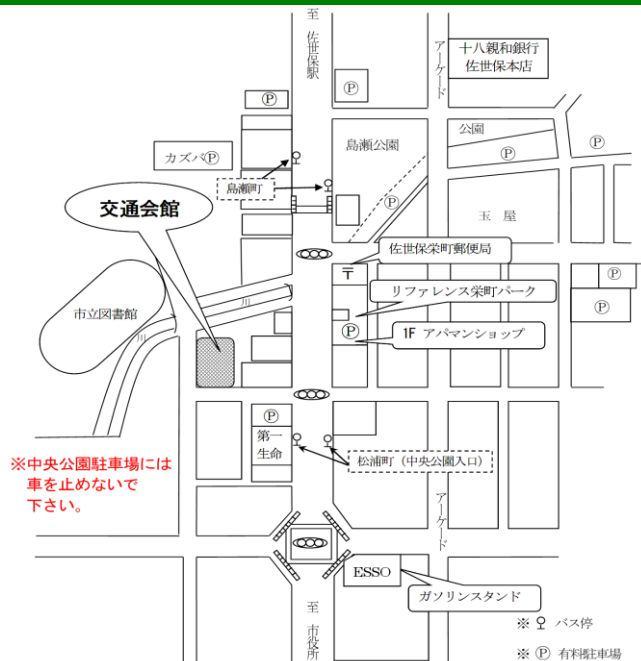 至 佐世保駅
アーケード
十八親和銀行
佐世保本店
Ⓟ
Ⓟ
公園
Ⓟ
Ⓟ
島瀬公園
カズバⓅ
島瀬町
Ⓟ
交通会館
玉屋
佐世保栄町郵便局
〒
リファレンス栄町パーク
Ⓟ
Ⓟ
市立図書館
川
川
Ⓟ
1F アパマンショップ
Ⓟ
第一
生命
松浦町（中央公園入口）
※中央公園駐車場には
車を止めないで
下さい。
アーケード
ESSO
ガソリンスタンド
至 市役所
※ バス停
※ Ⓟ 有料駐車場